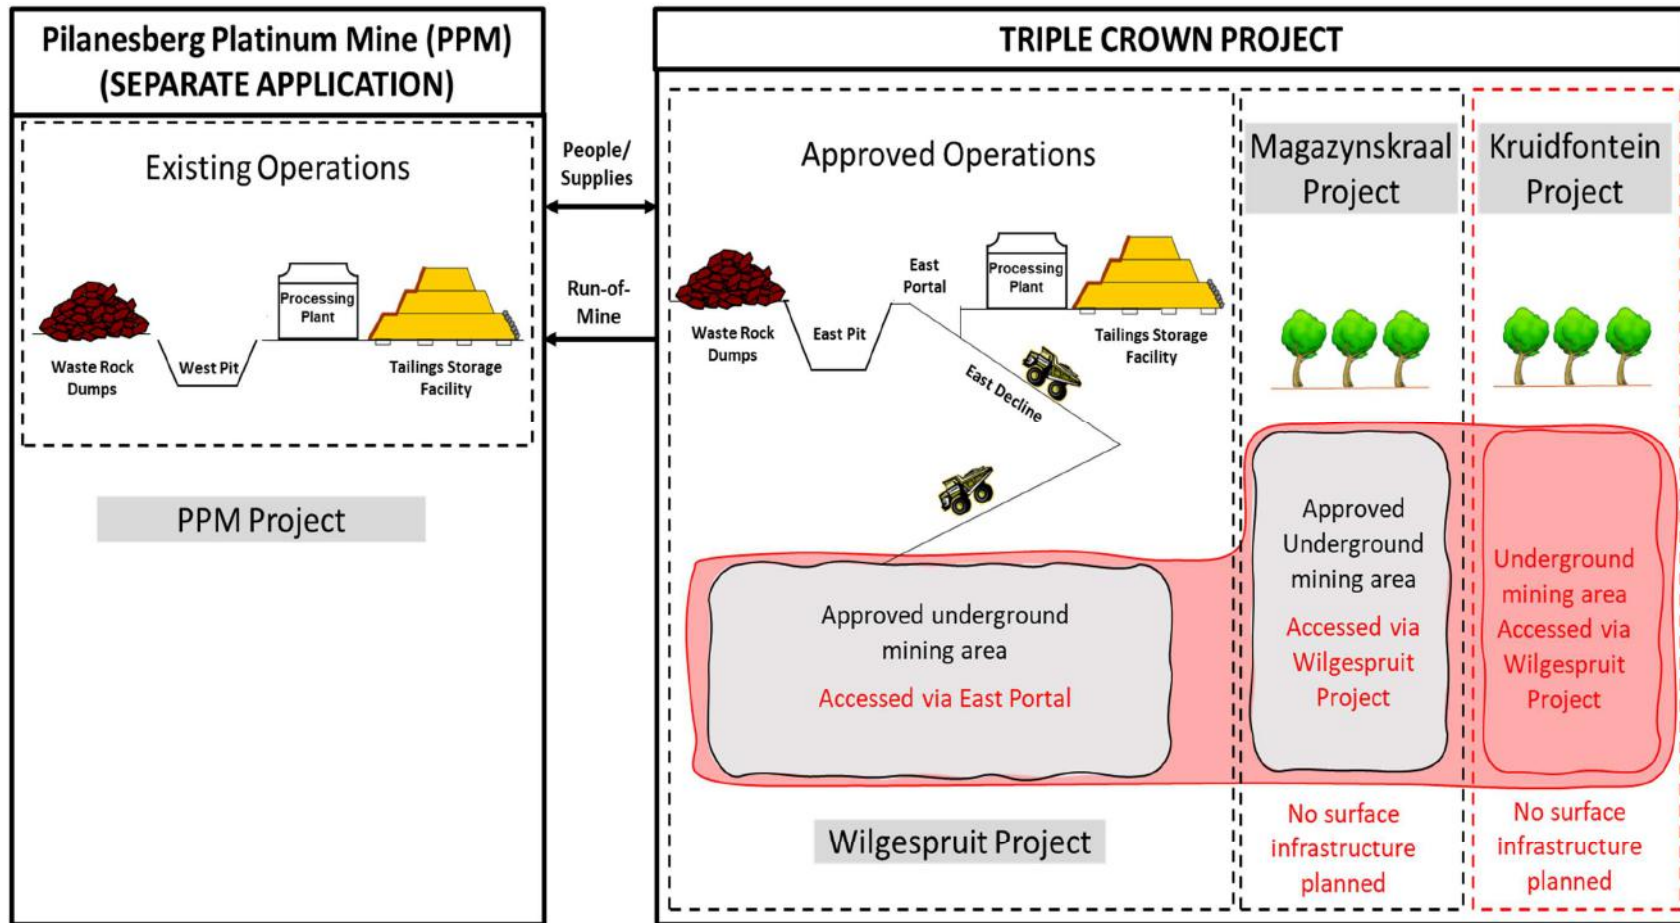 Pilanesberg Platinum Mine (PPM)
(SEPARATE APPLICATION)
Existing Operations
Processing
Plant
Waste Rock
Dumps
West Pit
Tailings Storage
Facility
PPM Project
People/
Supplies
Run-of-
Mine
TRIPLE CROWN PROJECT
Approved Operations
East
Portal
Processing
Plant
Waste Rock
Dumps
East Pit
Tailings Storage
Facility
East Decline
Approved underground
mining area
Accessed via East Portal
Wilgespruit Project
Magazynskraal
Project
Approved
Underground
mining area
Accessed via
Wilgespruit
Project
No surface
infrastructure
planned
Kruidfontein
Project
Underground
mining area
Accessed via
Wilgespruit
Project
No surface
infrastructure
planned